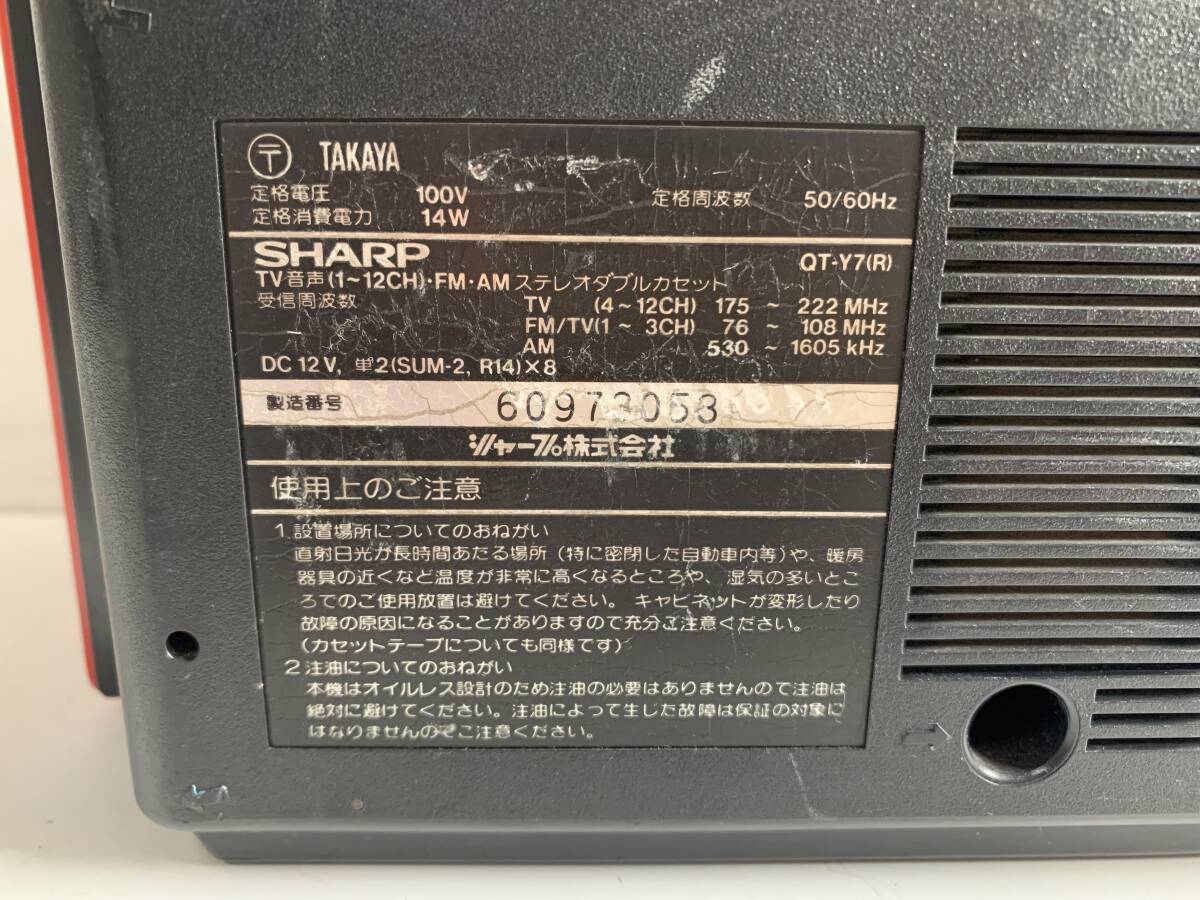 〒 TAKAYA
定格電圧 100V 定格周波数 50/60Hz
定格消費電力 14W
SHARP QT-Y7(R)
TV音声(1~12CH)・FM・AMステレオダブルカセット
受信周波数 TV (4~12CH) 175 ~ 222 MHz
FM/TV(1 ~ 3CH) 76 ~ 108 MHz
AM 530 ~ 1605 kHz
DC 12V, 単2(SUM-2, R14)×8
製造番号 60973058
シャープ株式会社
使用上のご注意
1.設置場所についてのおねがい
直射日光が長時間あたる場所(特に密閉した自動車内等)や、暖房
器具の近くなど温度が非常に高くなるところや、湿気の多いとこ
ろでのご使用放置は避けてください。キャビネットが変形したり
故障の原因になることがありますので充分ご注意ください。
(カセットテープについても同様です)
2 注油についてのおねがい
本機はオイルレス設計のため注油の必要はありませんので注油は
絶対に避けてください。注油によって生じた故障は保証の対象に
はなりませんのでご注意ください。